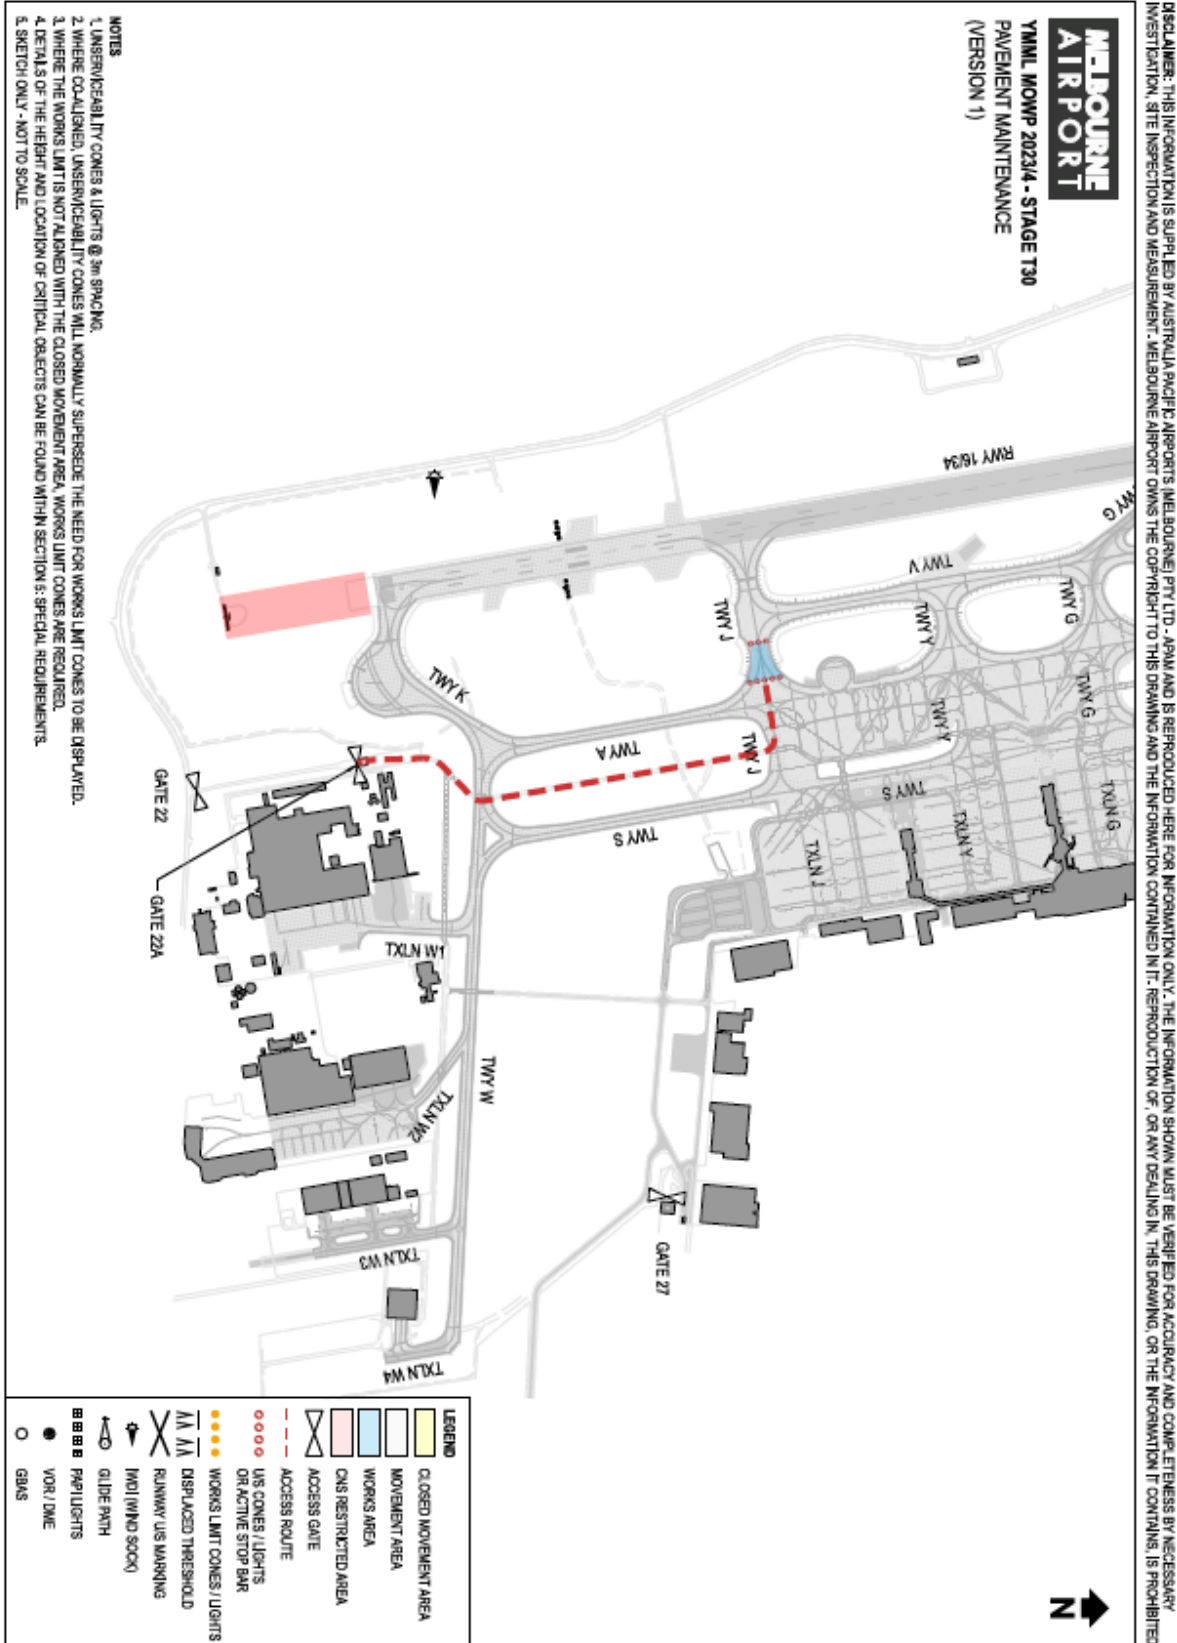 DISCLAIMER: THIS INFORMATION IS SUPPLIED BY AUSTRALIA PACIFIC AIRPORTS (MELBOURNE) PTY LTD - APAM AND IS REPRODUCED HERE FOR INFORMATION ONLY. THE INFORMATION SHOWN MUST BE VERIFIED FOR ACCURACY AND COMPLETENESS BY NECESSARY
INVESTIGATION, SITE INSPECTION AND MEASUREMENT. MELBOURNE AIRPORT OWNS THE COPYRIGHT TO THIS DRAWING AND THE INFORMATION CONTAINED IN IT. REPRODUCTION OF, OR ANY DEALING IN, THIS DRAWING, OR THE INFORMATION IT CONTAINS, IS PROHIBITED
MELBOURNE
AIRPORT
YMML MOWP 2023/4 - STAGE T30
PAVEMENT MAINTENANCE
(VERSION 1)
RWY 16/34
TWY G
TWY V
TWY G
TWY Y
TWY J
TWY G
TWY Y
TWY K
TWY A
TWY J
TWY S
TWY S
TXLN G
TXLN Y
TXLN J
GATE 22
GATE 22A
TXLN W1
TWY W
TXLN W2
GATE 27
TXLN W3
TXLN W4
N
NOTES
1. UNSERVICEABILITY CONES & LIGHTS @ 3m SPACING.
2. WHERE CO-ALIGNED, UNSERVICEABILITY CONES WILL NORMALLY SUPERSEDE THE NEED FOR WORKS LIMIT CONES TO BE DISPLAYED.
3. WHERE THE WORKS LIMIT IS NOT ALIGNED WITH THE CLOSED MOVEMENT AREA, WORKS LIMIT CONES ARE REQUIRED.
4. DETAILS OF THE HEIGHT AND LOCATION OF CRITICAL OBJECTS CAN BE FOUND WITHIN SECTION 5: SPECIAL REQUIREMENTS.
5. SKETCH ONLY - NOT TO SCALE.
LEGEND
CLOSED MOVEMENT AREA
MOVEMENT AREA
WORKS AREA
CNS RESTRICTED AREA
ACCESS GATE
ACCESS ROUTE
U/S CONES / LIGHTS
OR ACTIVE STOP BAR
WORKS LIMIT CONES / LIGHTS
DISPLACED THRESHOLD
RUNWAY U/S MARKING
IWDI (WIND SOCK)
GLIDE PATH
PAPI LIGHTS
VOR / DME
GBAS